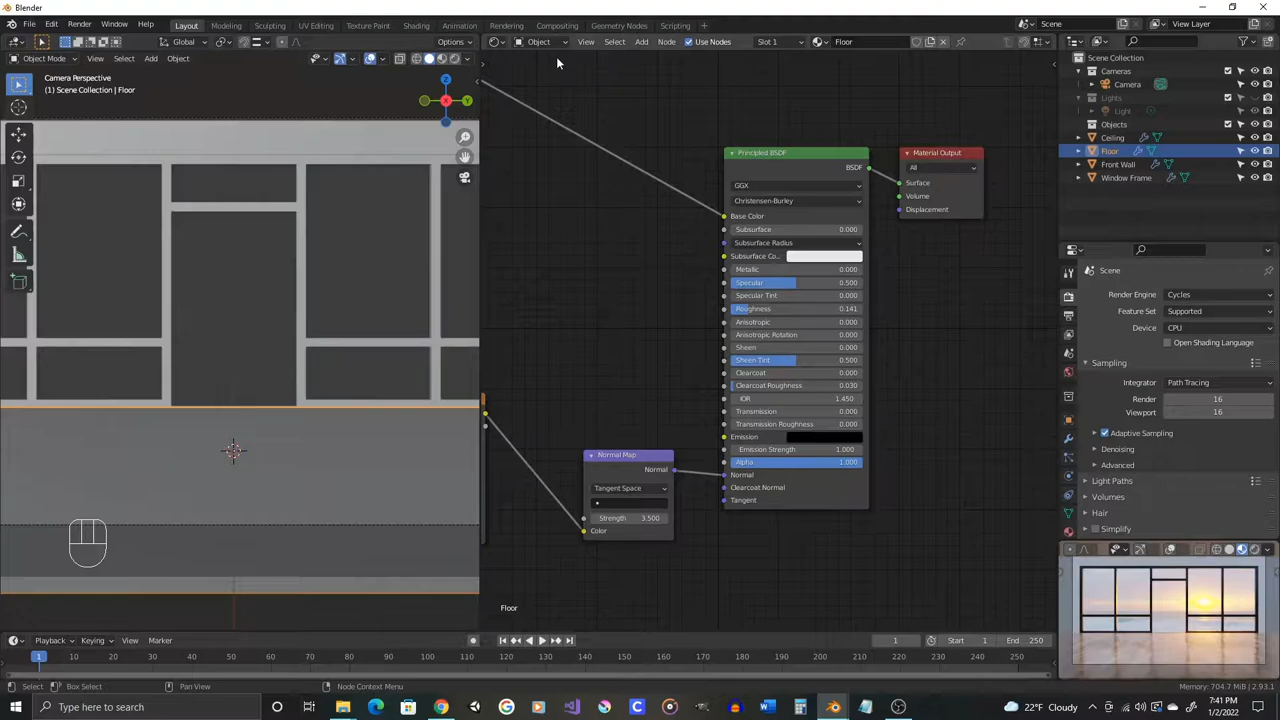 Blender
File Edit Render Window Help Layout Modeling Sculpting UV Editing Texture Paint Shading Animation Rendering Compositing Geometry Nodes Scripting + Scene View Layer
Global Options Object View Select Add Node Use Nodes Slot 1 Floor
Object Mode View Select Add Object
Camera Perspective
(1) Scene Collection | Floor
Z
X
Y
Principled BSDF
BSDF
GGX
Christensen-Burley
Base Color
Subsurface 0.000
Subsurface Radius
Subsurface Co...
Metallic 0.000
Specular 0.500
Specular Tint 0.000
Roughness 0.141
Anisotropic 0.000
Anisotropic Rotation 0.000
Sheen 0.000
Sheen Tint 0.500
Clearcoat 0.000
Clearcoat Roughness 0.030
IOR 1.450
Transmission 0.000
Transmission Roughness 0.000
Emission
Emission Strength 1.000
Alpha 1.000
Normal
Clearcoat Normal
Tangent
Material Output
All
Surface
Volume
Displacement
Normal Map
Normal
Tangent Space
Strength 3.500
Color
Floor
Scene Collection
Cameras
Camera
Lights
Light
Objects
Ceiling
Floor
Front Wall
Window Frame
Scene
Render Engine Cycles
Feature Set Supported
Device CPU
Open Shading Language
Sampling
Integrator Path Tracing
Render 16
Viewport 16
Adaptive Sampling
Denoising
Advanced
Light Paths
Volumes
Hair
Simplify
Playback Keying View Marker 1 Start 1 End 250
1 10 20 30 40 50 60 70 80 90 100 110 120 130 140 150 160 170 180 190 200 210 220 230 240 250
Select Box Select Pan View Node Context Menu Memory: 704.7 MiB | 2.93.1
Type here to search
22°F Cloudy
7:41 PM
1/2/2022